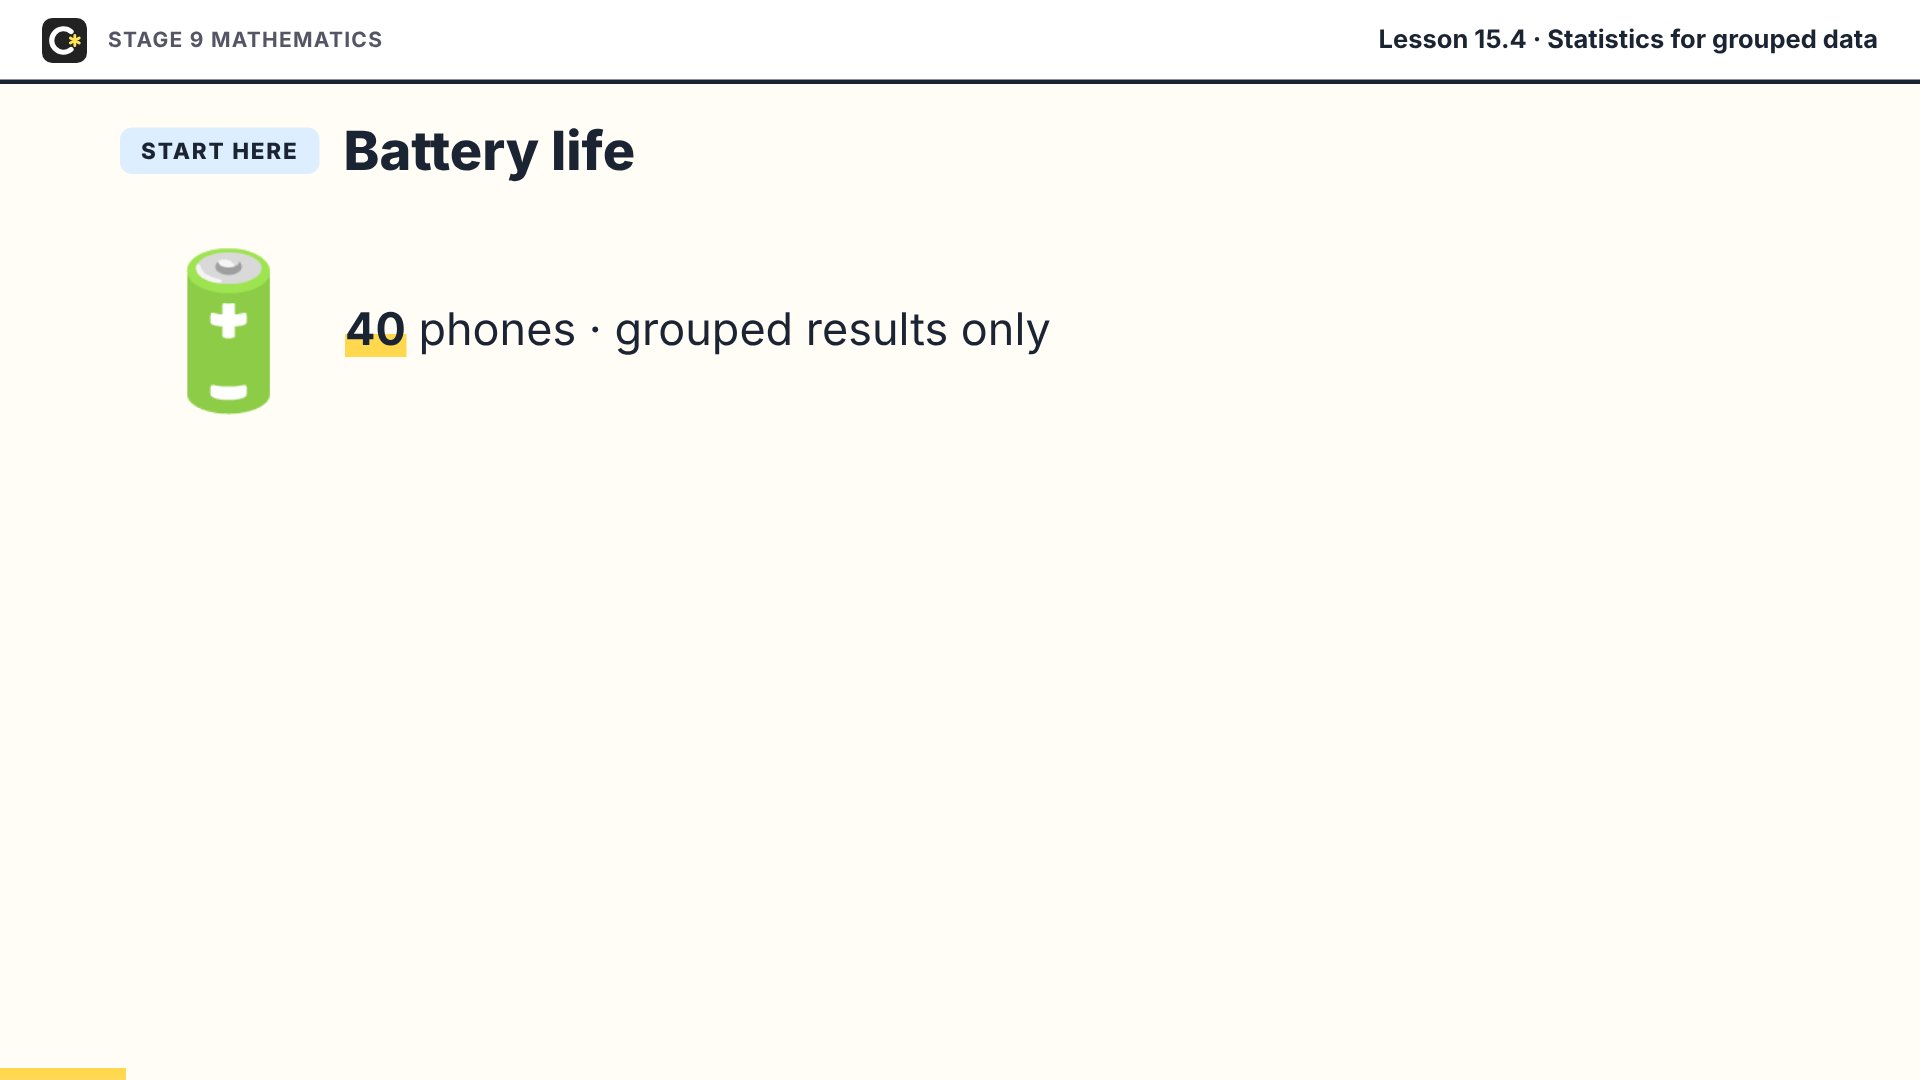 STAGE 9 MATHEMATICS
Lesson 15.4 · Statistics for grouped data
START HERE
Battery life
40 phones · grouped results only